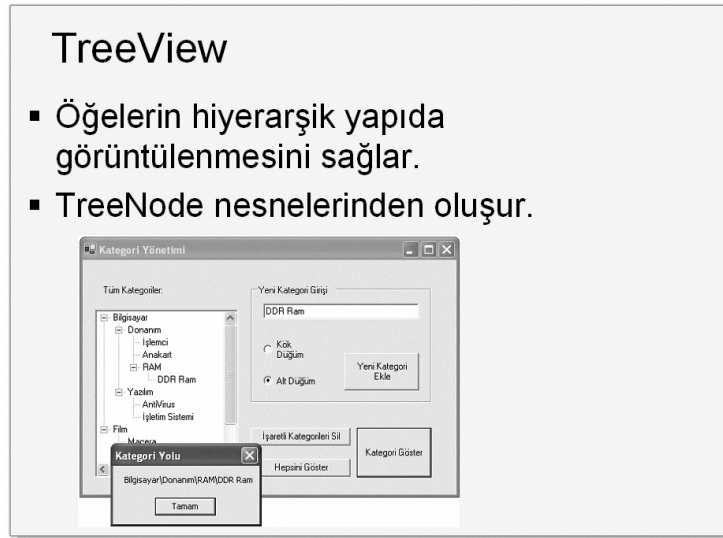 TreeView
▪ Öğelerin hiyerarşik yapıda
görüntülenmesini sağlar.
▪ TreeNode nesnelerinden oluşur.
Kategori Yönetimi
Tüm Kategoriler:
Bilgisayar
Donanım
İşlemci
Anakart
RAM
DDR Ram
Yazılım
AntiVirus
İşletim Sistemi
Film
Macera
Yeni Kategori Girişi
DDR Ram
Kök
Düğüm
Alt Düğüm
Yeni Kategori
Ekle
İşaretli Kategorileri Sil
Hepsini Göster
Kategori Göster
Kategori Yolu
Bilgisayar\Donanım\RAM\DDR Ram
Tamam